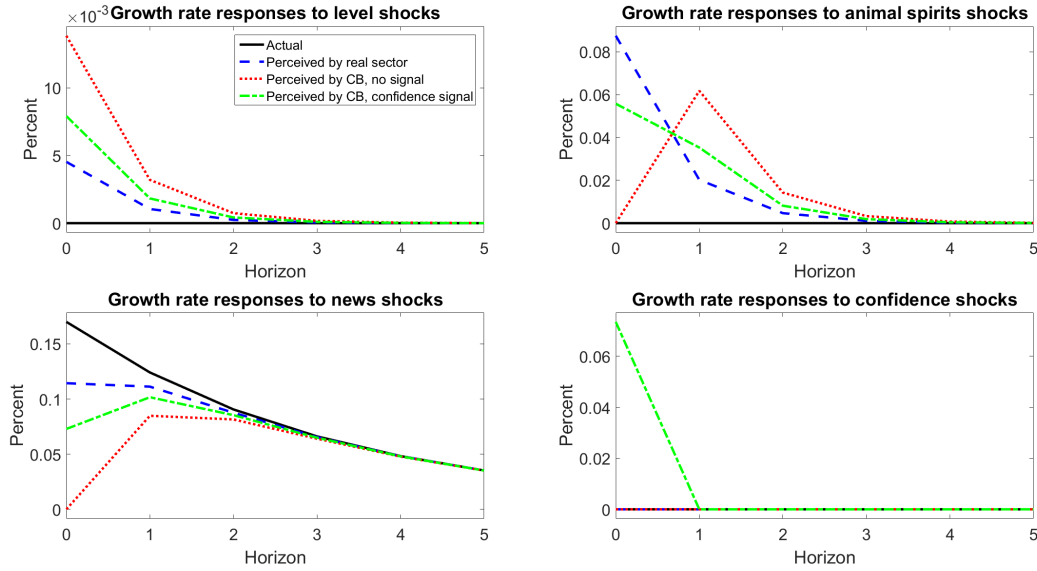 ×10⁻³ Growth rate responses to level shocks
Percent
10
5
0
Actual
Perceived by real sector
Perceived by CB, no signal
Perceived by CB, confidence signal
0 1 2 3 4 5
Horizon
Growth rate responses to animal spirits shocks
Percent
0.08
0.06
0.04
0.02
0
0 1 2 3 4 5
Horizon
Growth rate responses to news shocks
Percent
0.15
0.1
0.05
0
0 1 2 3 4 5
Horizon
Growth rate responses to confidence shocks
Percent
0.06
0.04
0.02
0
0 1 2 3 4 5
Horizon